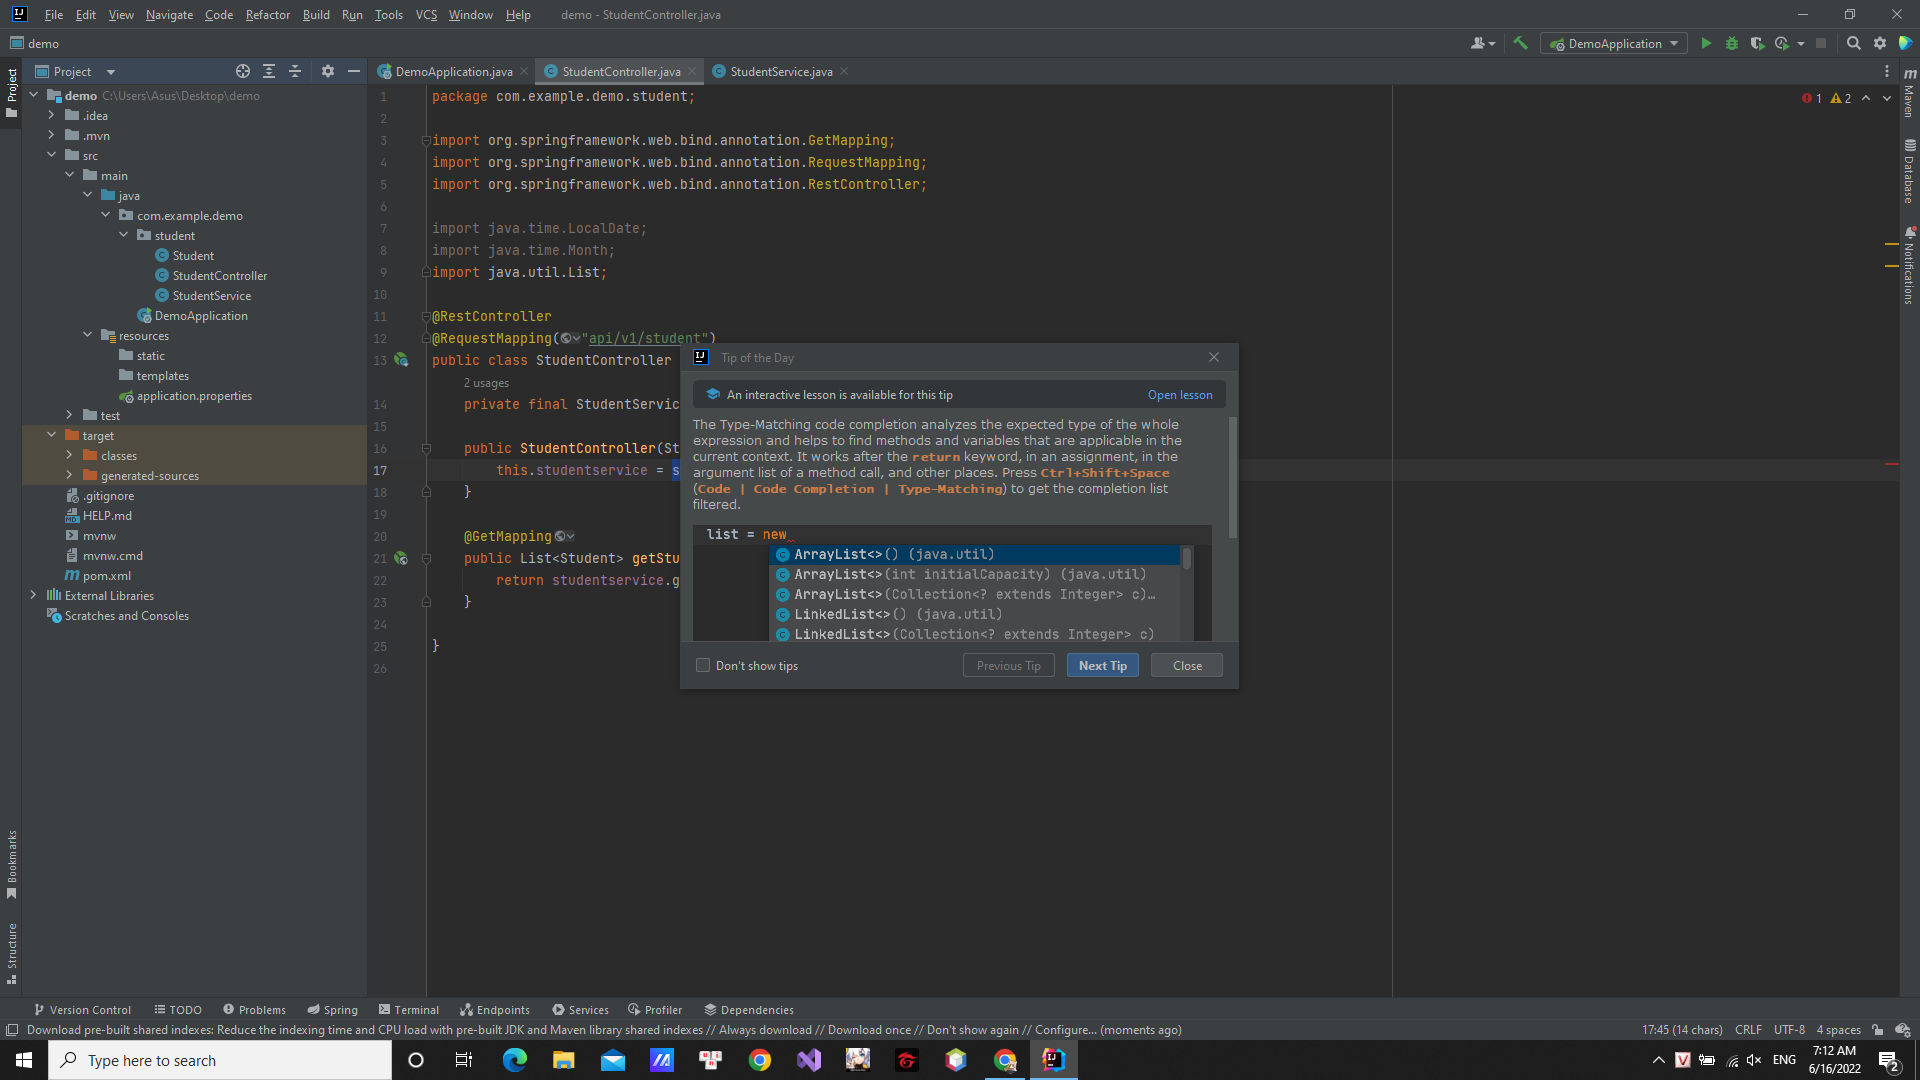 File Edit View Navigate Code Refactor Build Run Tools VCS Window Help demo - StudentController.java
demo
DemoApplication
Project
DemoApplication.java
StudentController.java
StudentService.java
Project
Bookmarks
Structure
demo C:\Users\Asus\Desktop\demo
.idea
.mvn
src
main
java
com.example.demo
student
Student
StudentController
StudentService
DemoApplication
resources
static
templates
application.properties
test
target
classes
generated-sources
.gitignore
HELP.md
mvnw
mvnw.cmd
pom.xml
External Libraries
Scratches and Consoles
1 package com.example.demo.student;
2
3 import org.springframework.web.bind.annotation.GetMapping;
4 import org.springframework.web.bind.annotation.RequestMapping;
5 import org.springframework.web.bind.annotation.RestController;
6
7 import java.time.LocalDate;
8 import java.time.Month;
9 import java.util.List;
10
11 @RestController
12 @RequestMapping("api/v1/student")
13 public class StudentController
2 usages
14 private final StudentServic
15
16 public StudentController(St
17 this.studentservice = s
18 }
19
20 @GetMapping
21 public List<Student> getStu
22 return studentservice.g
23 }
24
25 }
26
1 2
Maven
Database
Notifications
Tip of the Day
An interactive lesson is available for this tip Open lesson
The Type-Matching code completion analyzes the expected type of the whole
expression and helps to find methods and variables that are applicable in the
current context. It works after the return keyword, in an assignment, in the
argument list of a method call, and other places. Press Ctrl+Shift+Space
(Code | Code Completion | Type-Matching) to get the completion list
filtered.
list = new_
ArrayList<>() (java.util)
ArrayList<>(int initialCapacity) (java.util)
ArrayList<>(Collection<? extends Integer> c)…
LinkedList<>() (java.util)
LinkedList<>(Collection<? extends Integer> c)
Don't show tips Previous Tip Next Tip Close
Version Control TODO Problems Spring Terminal Endpoints Services Profiler Dependencies
Download pre-built shared indexes: Reduce the indexing time and CPU load with pre-built JDK and Maven library shared indexes // Always download // Download once // Don't show again // Configure... (moments ago) 17:45 (14 chars) CRLF UTF-8 4 spaces
Type here to search
ENG
7:12 AM
6/16/2022
2